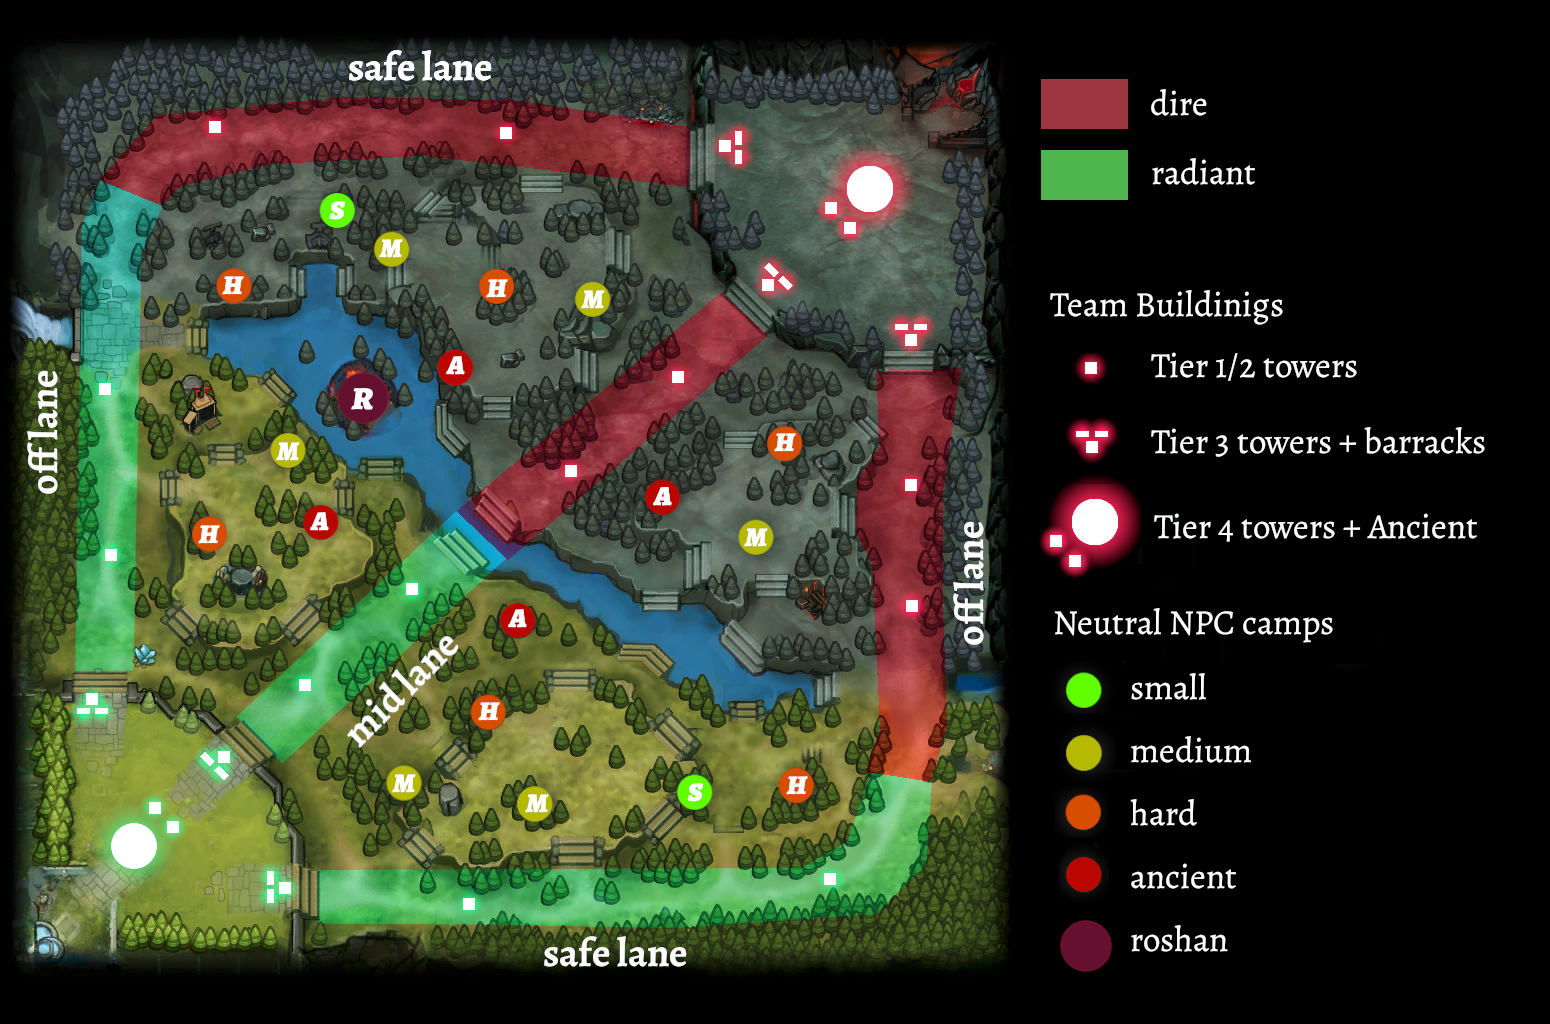 safe lane
dire
radiant
S
M
H
H
M
Team Buildinigs
A
R
Tier 1/2 towers
off lane
M
H
Tier 3 towers + barracks
A
A
H
M
Tier 4 towers + Ancient
off lane
A
Neutral NPC camps
mid lane
small
H
medium
M
M
S
H
hard
ancient
safe lane
roshan